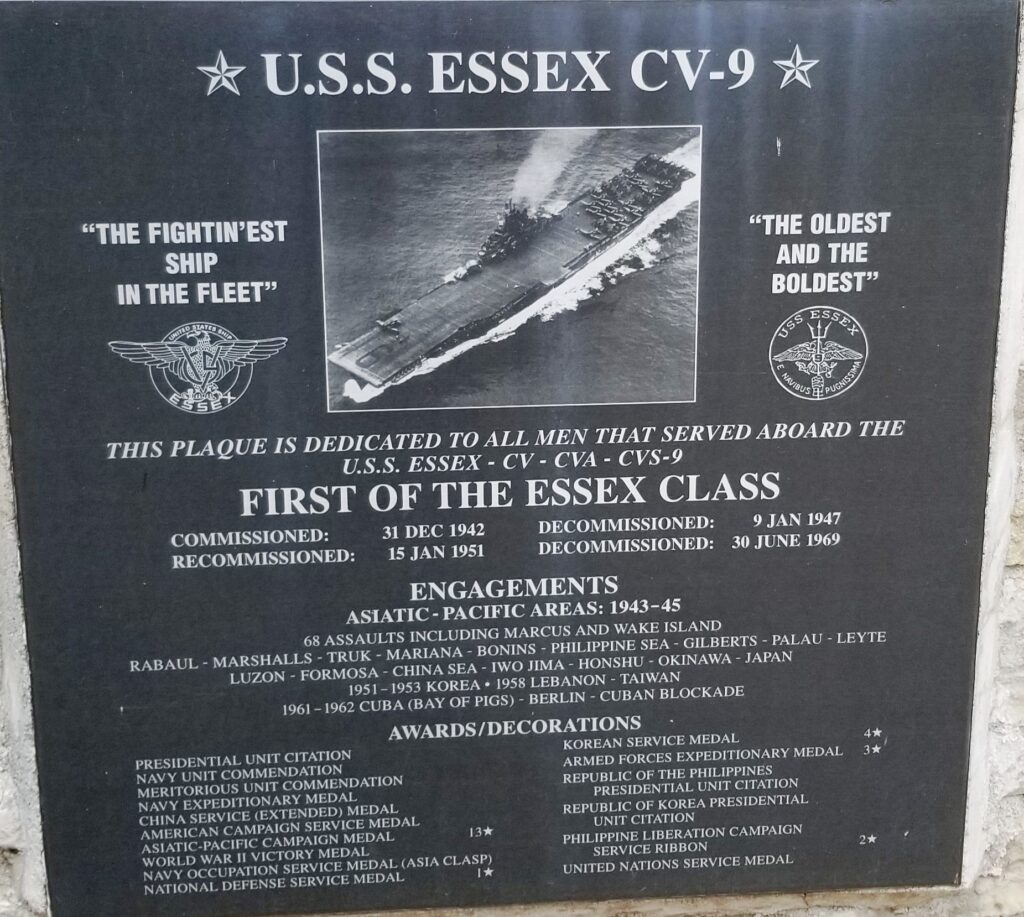 ★ U.S.S. ESSEX CV-9 ★
"THE FIGHTIN'EST
SHIP
IN THE FLEET"
UNITED STATES SHIP
ESSEX
"THE OLDEST
AND THE
BOLDEST"
USS ESSEX
9
E NAVIBUS PUGNISSIMA
THIS PLAQUE IS DEDICATED TO ALL MEN THAT SERVED ABOARD THE
U.S.S. ESSEX - CV - CVA - CVS-9
FIRST OF THE ESSEX CLASS
COMMISSIONED: 31 DEC 1942 DECOMMISSIONED: 9 JAN 1947
RECOMMISSIONED: 15 JAN 1951 DECOMMISSIONED: 30 JUNE 1969
ENGAGEMENTS
ASIATIC-PACIFIC AREAS: 1943-45
68 ASSAULTS INCLUDING MARCUS AND WAKE ISLAND
RABAUL - MARSHALLS - TRUK - MARIANA - BONINS - PHILIPPINE SEA - GILBERTS - PALAU - LEYTE
LUZON - FORMOSA - CHINA SEA - IWO JIMA - HONSHU - OKINAWA - JAPAN
1951-1953 KOREA • 1958 LEBANON - TAIWAN
1961-1962 CUBA (BAY OF PIGS) - BERLIN - CUBAN BLOCKADE
AWARDS/DECORATIONS
PRESIDENTIAL UNIT CITATION
NAVY UNIT COMMENDATION
MERITORIOUS UNIT COMMENDATION
NAVY EXPEDITIONARY MEDAL
CHINA SERVICE (EXTENDED) MEDAL
AMERICAN CAMPAIGN SERVICE MEDAL
ASIATIC-PACIFIC CAMPAIGN MEDAL 13★
WORLD WAR II VICTORY MEDAL
NAVY OCCUPATION SERVICE MEDAL (ASIA CLASP)
NATIONAL DEFENSE SERVICE MEDAL 1★
KOREAN SERVICE MEDAL 4★
ARMED FORCES EXPEDITIONARY MEDAL 3★
REPUBLIC OF THE PHILIPPINES
PRESIDENTIAL UNIT CITATION
REPUBLIC OF KOREA PRESIDENTIAL
UNIT CITATION
PHILIPPINE LIBERATION CAMPAIGN
SERVICE RIBBON 2★
UNITED NATIONS SERVICE MEDAL